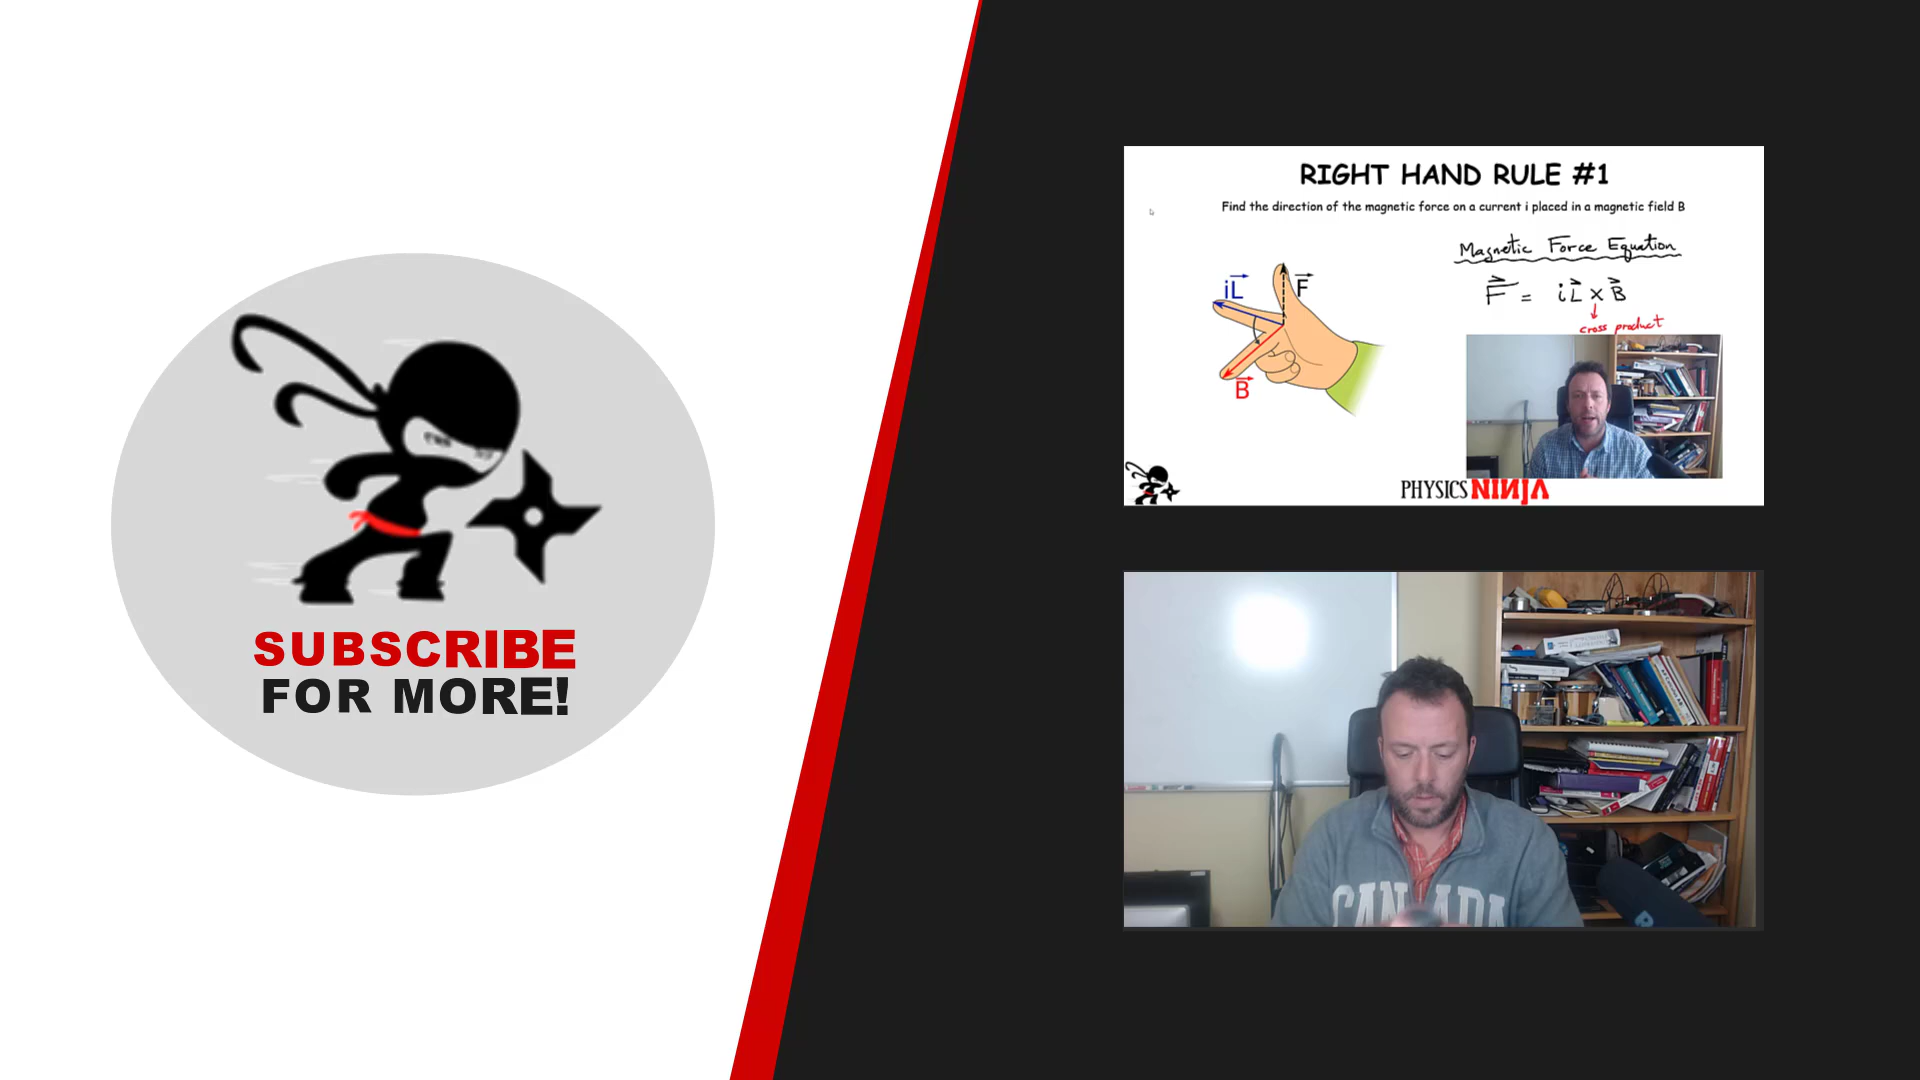 SUBSCRIBE
FOR MORE!
RIGHT HAND RULE #1
Find the direction of the magnetic force on a current i placed in a magnetic field B
Magnetic Force Equation
F = iL x B
cross product
iL
F
B
PHYSICS NINJA
CANADA